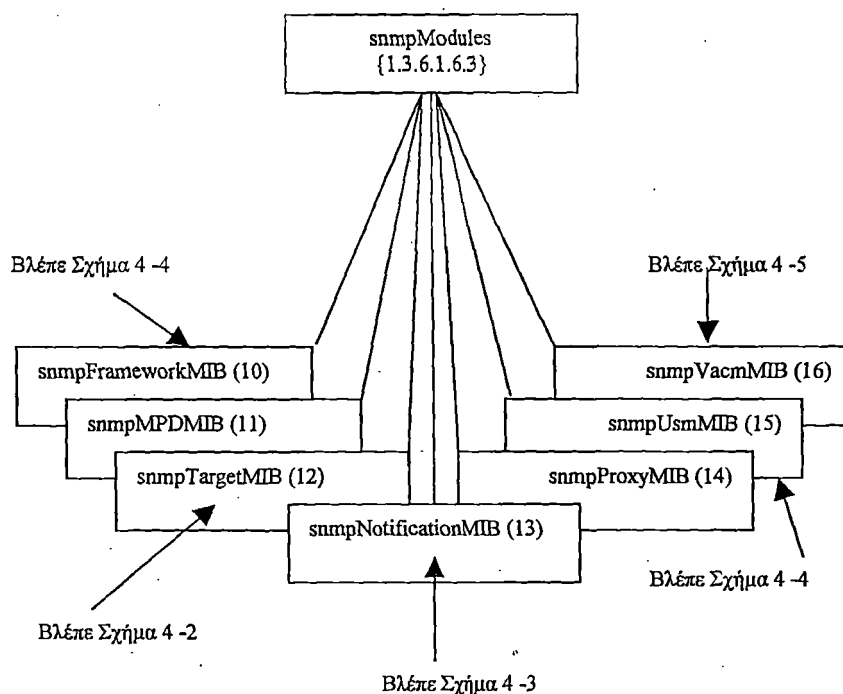 snmpModules
{1.3.6.1.6.3}
Βλέπε Σχήμα 4 -4
Βλέπε Σχήμα 4 -5
snmpFrameworkMIB (10)
snmpVacmMIB (16)
snmpMPDMIB (11)
snmpUsmMIB (15)
snmpTargetMIB (12)
snmpProxyMIB (14)
snmpNotificationMIB (13)
Βλέπε Σχήμα 4 -4
Βλέπε Σχήμα 4 -2
Βλέπε Σχήμα 4 -3